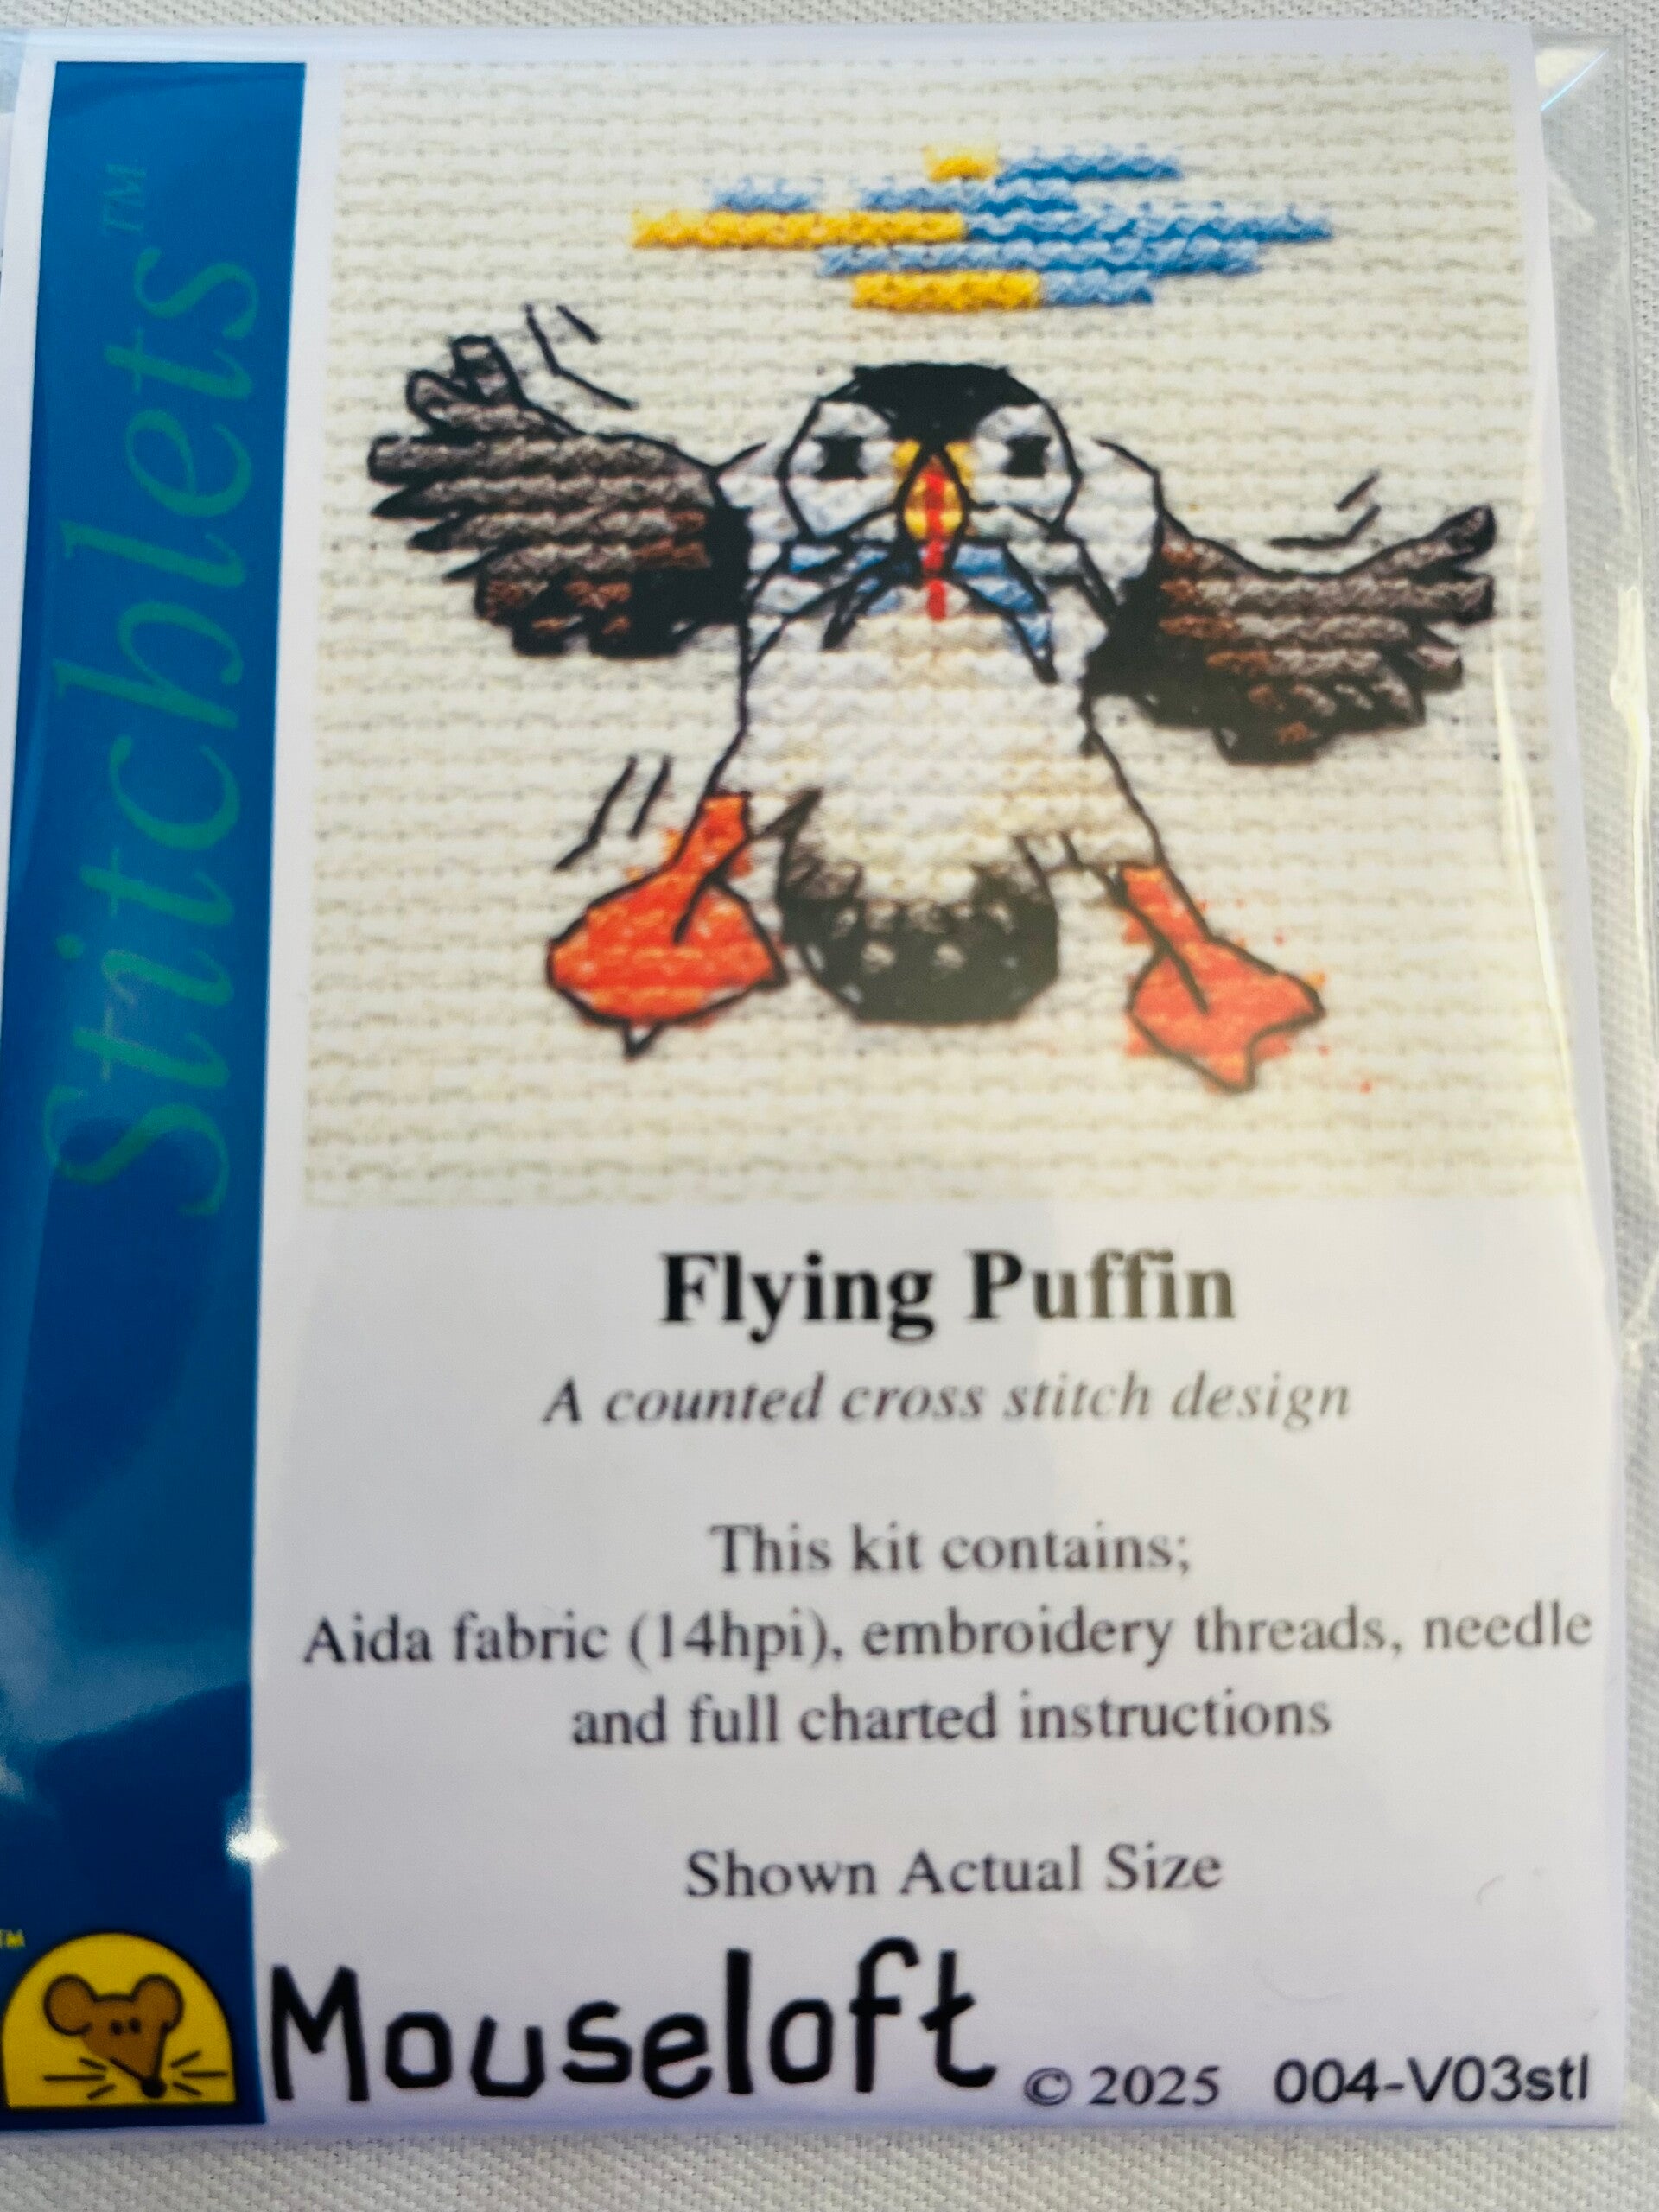 Stitchlets™
Flying Puffin
A counted cross stitch design
This kit contains;
Aida fabric (14hpi), embroidery threads, needle
and full charted instructions
Shown Actual Size
™
Mouseloft © 2025 004-V03stl